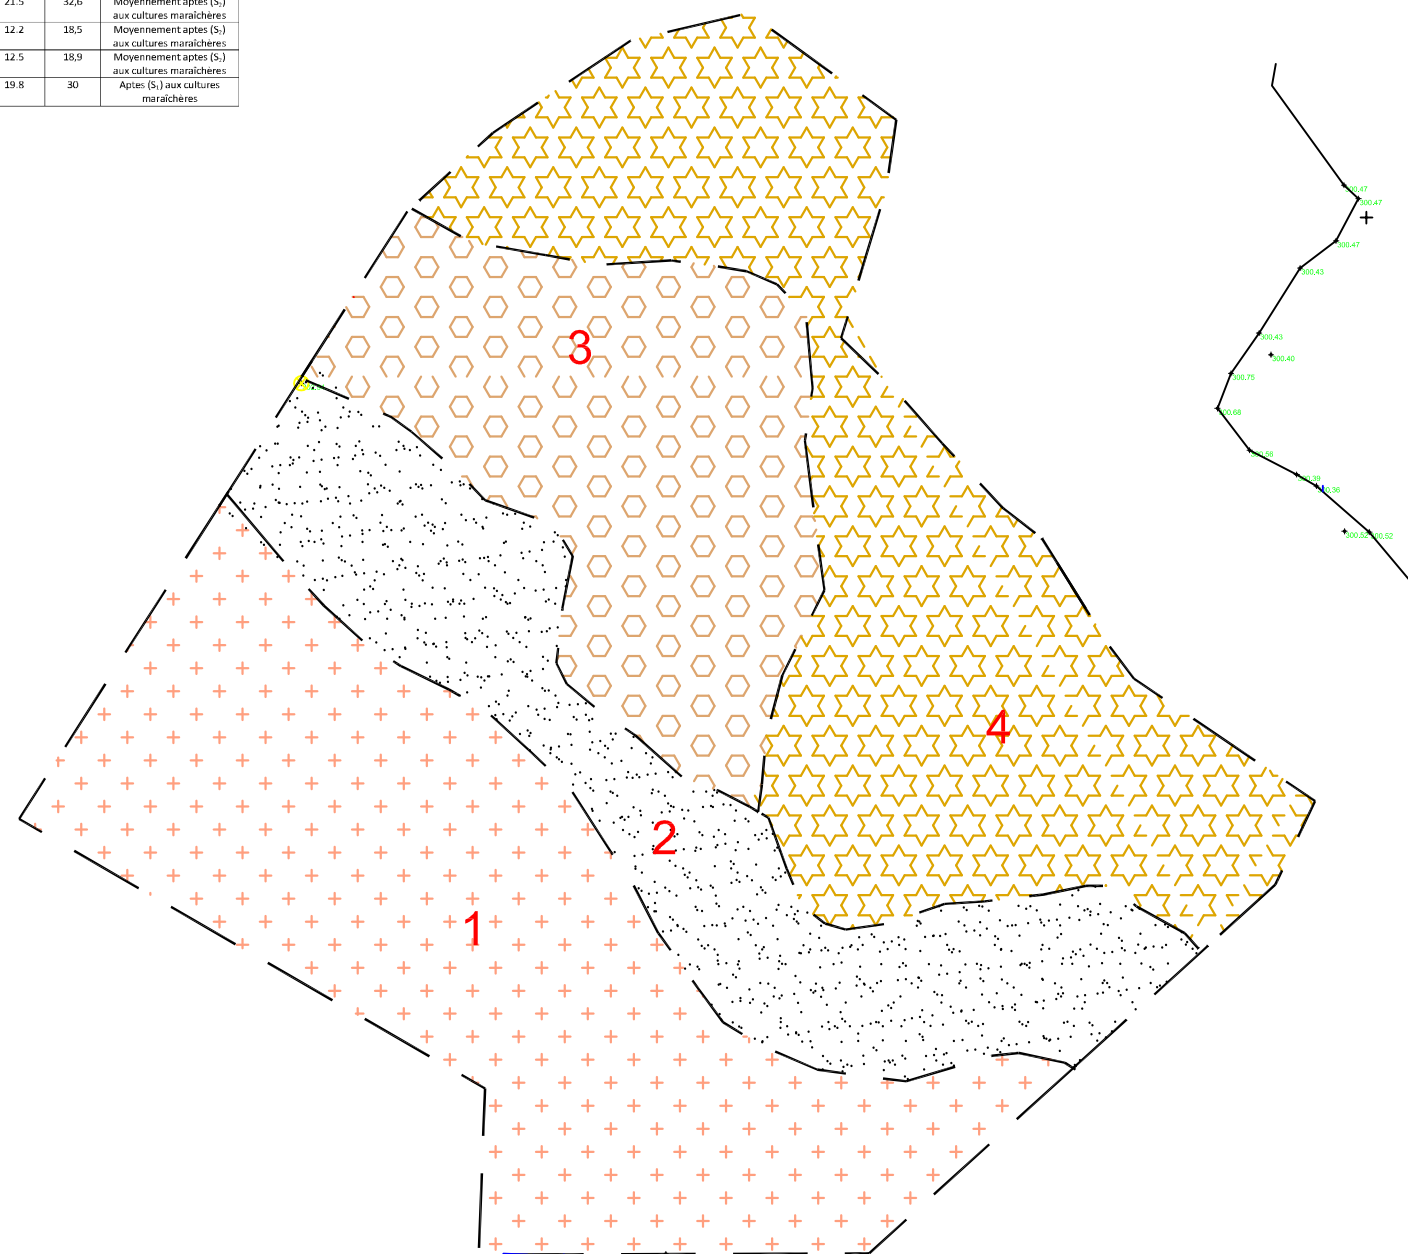 21.5 32,6 Moyennement aptes (S₂)
aux cultures maraîchères
12.2 18,5 Moyennement aptes (S₂)
aux cultures maraîchères
12.5 18,9 Moyennement aptes (S₂)
aux cultures maraîchères
19.8 30 Aptes (S₁) aux cultures
maraîchères
300.47
300.47
300.43
3
300.43
300.40
300.75
300.68
300.52
4
2
1